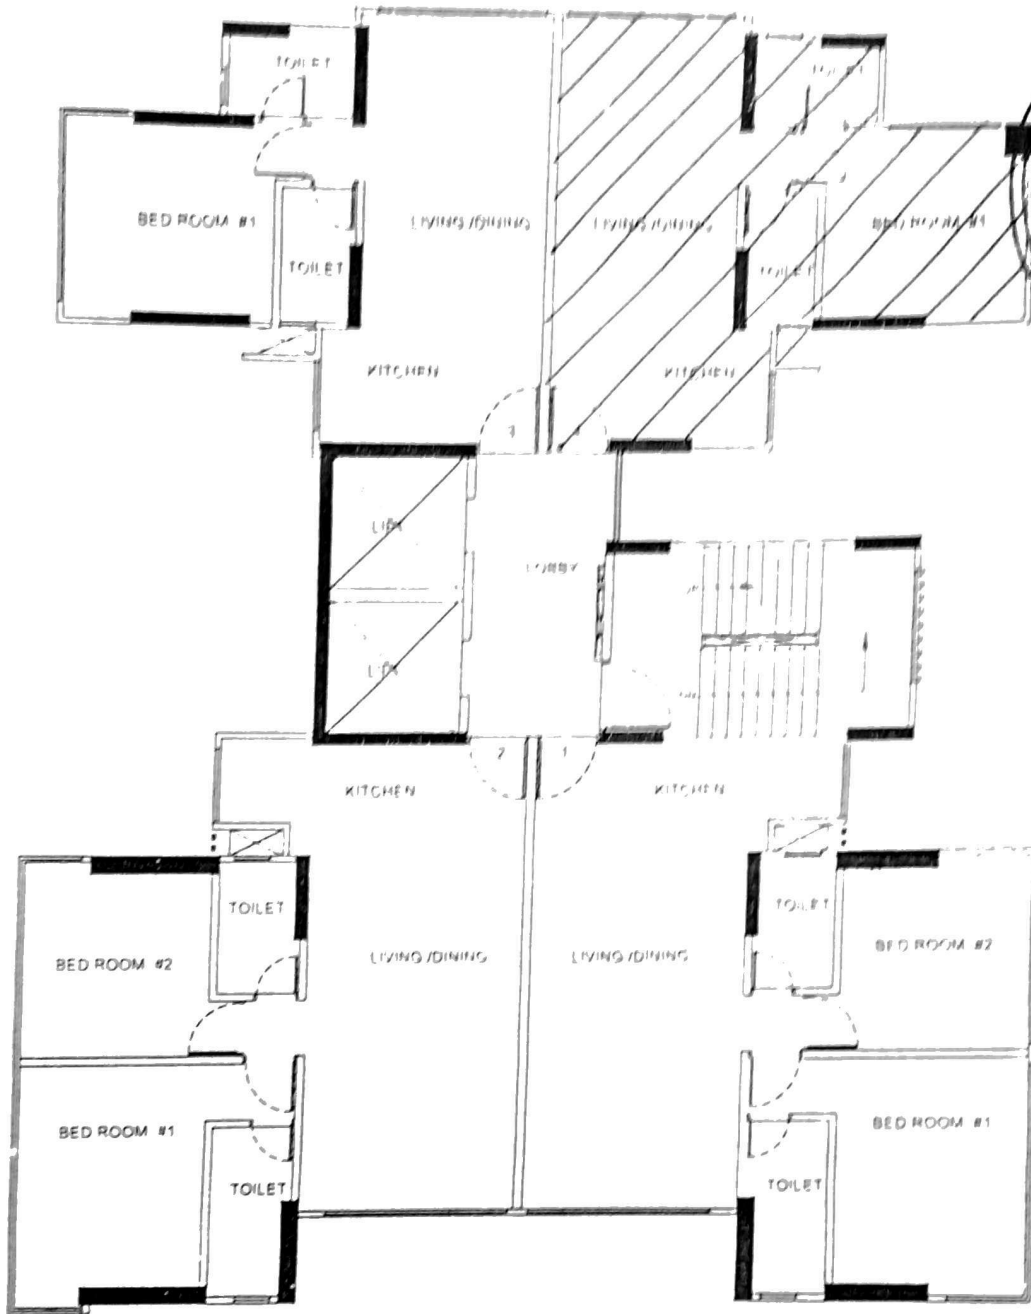 TOILET
TOILET
BED ROOM #1
LIVING /DINING
LIVING /DINING
BED ROOM #1
TOILET
TOILET
KITCHEN
KITCHEN
3
4
LIFT
LOBBY
LIFT
2
1
KITCHEN
KITCHEN
TOILET
TOILET
BED ROOM #2
LIVING /DINING
LIVING /DINING
BED ROOM #2
BED ROOM #1
BED ROOM #1
TOILET
TOILET